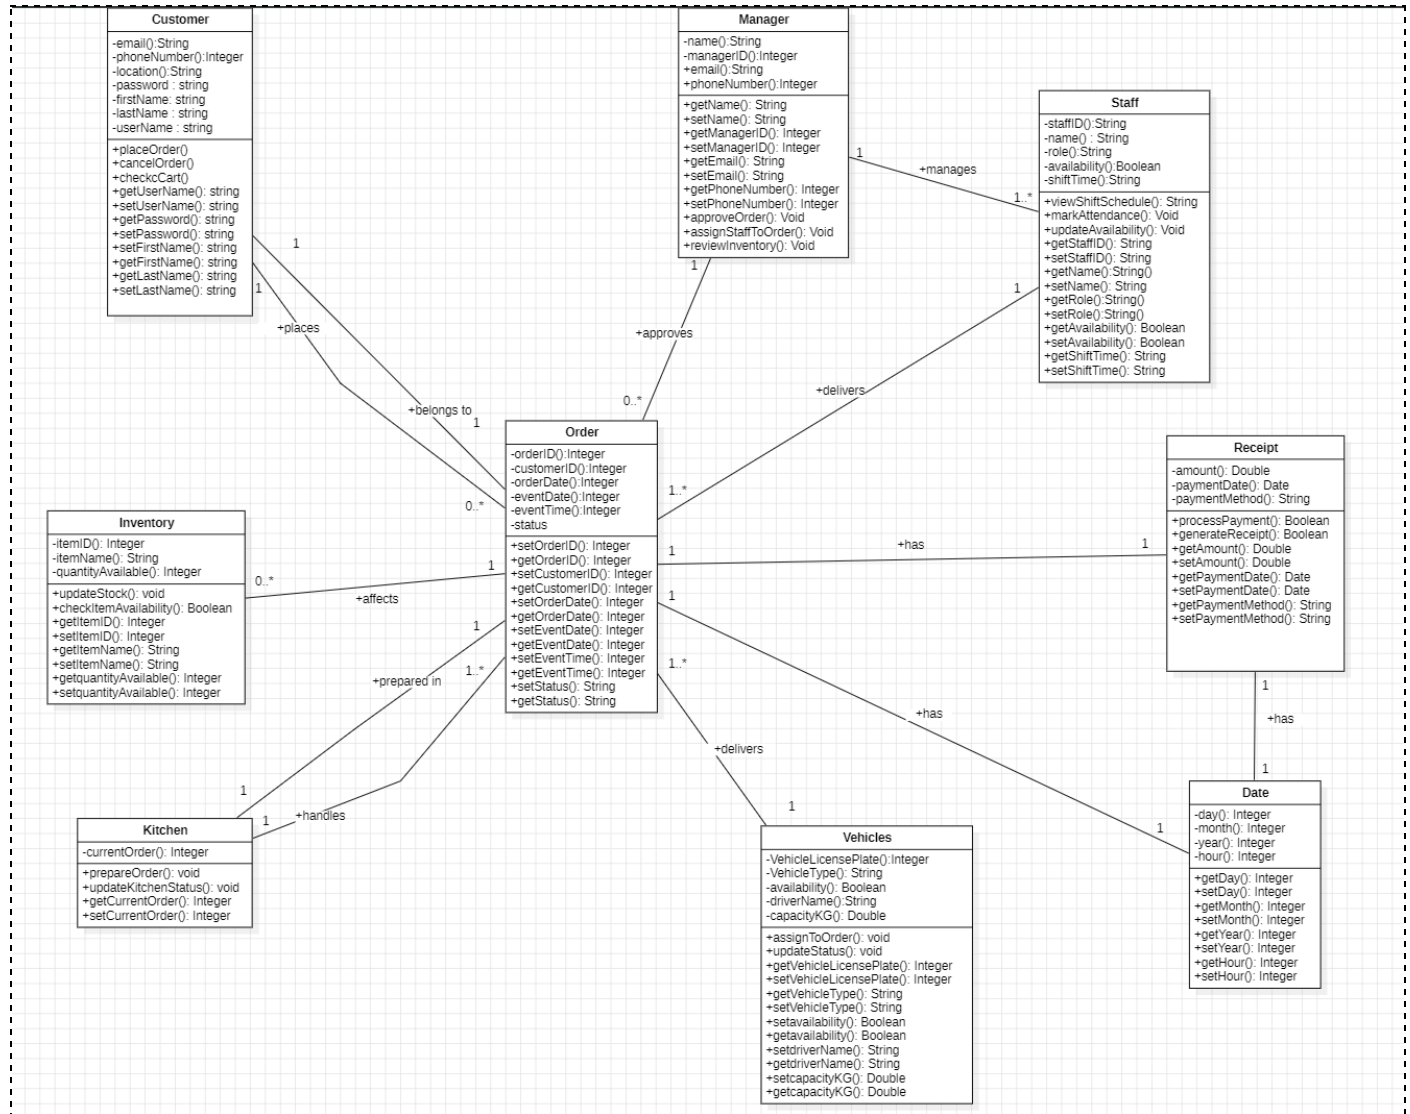 Customer
-email():String
-phoneNumber():Integer
-location():String
-password : string
-firstName: string
-lastName : string
-userName : string
+placeOrder()
+cancelOrder()
+checkcCart()
+getUserName(): string
+setUserName(): string
+getPassword(): string
+setPassword(): string
+setFirstName(): string
+getFirstName(): string
+getLastName(): string
+setLastName(): string
Manager
-name():String
-managerID():Integer
+email():String
+phoneNumber():Integer
+getName(): String
+setName(): String
+getManagerID(): Integer
+setManagerID(): Integer
+getEmail(): String
+setEmail(): String
+getPhoneNumber(): Integer
+setPhoneNumber(): Integer
+approveOrder(): Void
+assignStaffToOrder(): Void
+reviewInventory(): Void
Staff
-staffID():String
-name() : String
-role():String
-availability():Boolean
-shiftTime():String
+viewShiftSchedule(): String
+markAttendance(): Void
+updateAvailability(): Void
+getStaffID(): String
+setStaffID(): String
+getName():String()
+setName(): String
+getRole():String()
+setRole():String()
+getAvailability(): Boolean
+setAvailability(): Boolean
+getShiftTime(): String
+setShiftTime(): String
1
+manages
1..*
1
1
+places
+belongs to
1
0..*
1
+approves
0..*
1
+delivers
1..*
Order
-orderID():Integer
-customerID():Integer
-orderDate():Integer
-eventDate():Integer
-eventTime():Integer
-status
+setOrderID(): Integer
+getOrderID(): Integer
+setCustomerID(): Integer
+getCustomerID(): Integer
+setOrderDate(): Integer
+getOrderDate(): Integer
+setEventDate(): Integer
+getEventDate(): Integer
+setEventTime(): Integer
+getEventTime(): Integer
+setStatus(): String
+getStatus(): String
Receipt
-amount(): Double
-paymentDate(): Date
-paymentMethod(): String
+processPayment(): Boolean
+generateReceipt(): Boolean
+getAmount(): Double
+setAmount(): Double
+getPaymentDate(): Date
+setPaymentDate(): Date
+getPaymentMethod(): String
+setPaymentMethod(): String
Inventory
-itemID(): Integer
-itemName(): String
-quantityAvailable(): Integer
+updateStock(): void
+checkItemAvailability(): Boolean
+getItemID(): Integer
+setItemID(): Integer
+getItemName(): String
+setItemName(): String
+getquantityAvailable(): Integer
+setquantityAvailable(): Integer
0..*
+affects
1
1
+has
1
1
+prepared in
1
1..*
+handles
1
1
+has
1
1..*
+delivers
1
1
+has
1
Kitchen
-currentOrder(): Integer
+prepareOrder(): void
+updateKitchenStatus(): void
+getCurrentOrder(): Integer
+setCurrentOrder(): Integer
Vehicles
-VehicleLicensePlate():Integer
-VehicleType(): String
-availability(): Boolean
-driverName():String
-capacityKG(): Double
+assignToOrder(): void
+updateStatus(): void
+getVehicleLicensePlate(): Integer
+setVehicleLicensePlate(): Integer
+getVehicleType(): String
+setVehicleType(): String
+setavailability(): Boolean
+getavailability(): Boolean
+setdriverName(): String
+getdriverName(): String
+setcapacityKG(): Double
+getcapacityKG(): Double
Date
-day(): Integer
-month(): Integer
-year(): Integer
-hour(): Integer
+getDay(): Integer
+setDay(): Integer
+getMonth(): Integer
+setMonth(): Integer
+getYear(): Integer
+setYear(): Integer
+getHour(): Integer
+setHour(): Integer